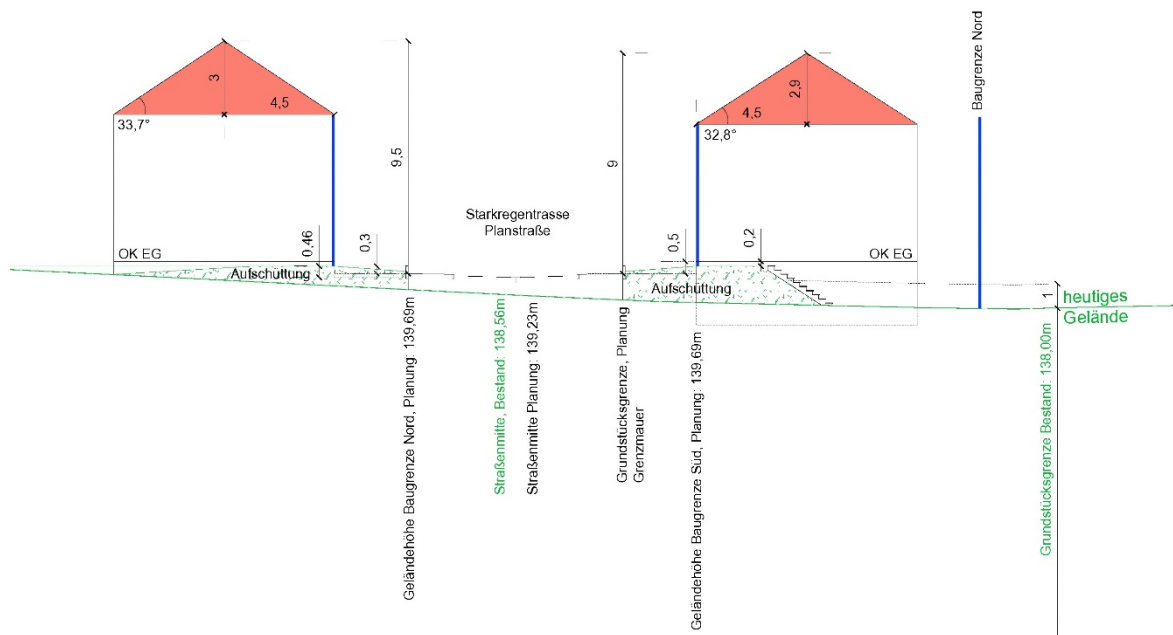 3
4,5
33,7°
9,5
OK EG
0,46
0,3
Aufschüttung
Starkregentrasse
Planstraße
9
2,9
4,5
32,8°
0,5
0,2
OK EG
Aufschüttung
Baugrenze Nord
1
heutiges
Gelände
Geländehöhe Baugrenze Nord, Planung: 139,69m
Straßenmitte, Bestand: 138,56m
Straßenmitte Planung: 139,23m
Grundstücksgrenze, Planung
Grenzmauer
Geländehöhe Baugrenze Süd, Planung: 139,69m
Grundstücksgrenze Bestand: 138,00m